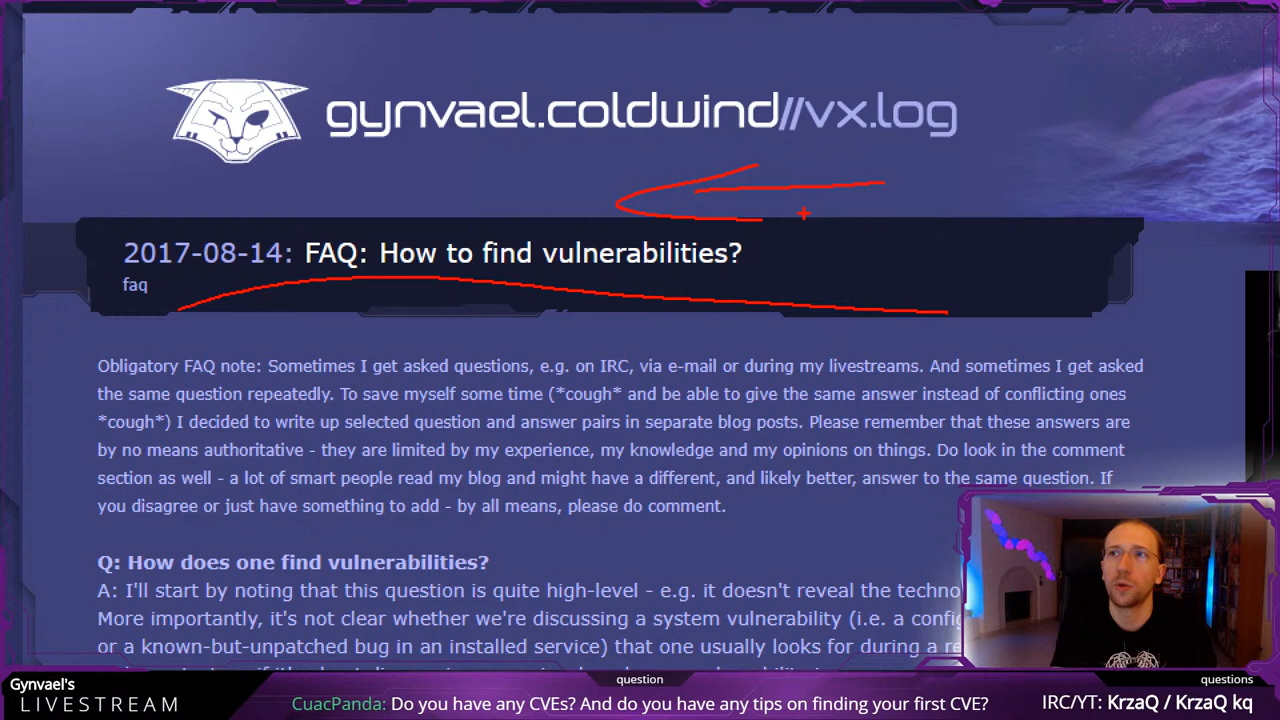 gynvael.coldwind//vx.log
2017-08-14: FAQ: How to find vulnerabilities?
faq
Obligatory FAQ note: Sometimes I get asked questions, e.g. on IRC, via e-mail or during my livestreams. And sometimes I get asked
the same question repeatedly. To save myself some time (*cough* and be able to give the same answer instead of conflicting ones
*cough*) I decided to write up selected question and answer pairs in separate blog posts. Please remember that these answers are
by no means authoritative - they are limited by my experience, my knowledge and my opinions on things. Do look in the comment
section as well - a lot of smart people read my blog and might have a different, and likely better, answer to the same question. If
you disagree or just have something to add - by all means, please do comment.
Q: How does one find vulnerabilities?
A: I'll start by noting that this question is quite high-level - e.g. it doesn't reveal the techno
More importantly, it's not clear whether we're discussing a system vulnerability (i.e. a config
or a known-but-unpatched bug in an installed service) that one usually looks for during a re
Gynvael's
LIVESTREAM
question
CuacPanda: Do you have any CVEs? And do you have any tips on finding your first CVE?
questions
IRC/YT: KrzaQ / KrzaQ kq